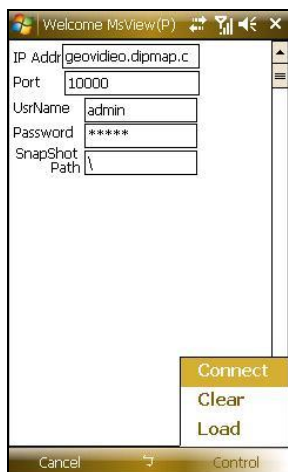 Welcome MsView(P)
IP Addr geovidieo.dipmap.c
Port 10000
UsrName admin
Password *****
SnapShot
Path \
Connect
Clear
Load
Cancel Control